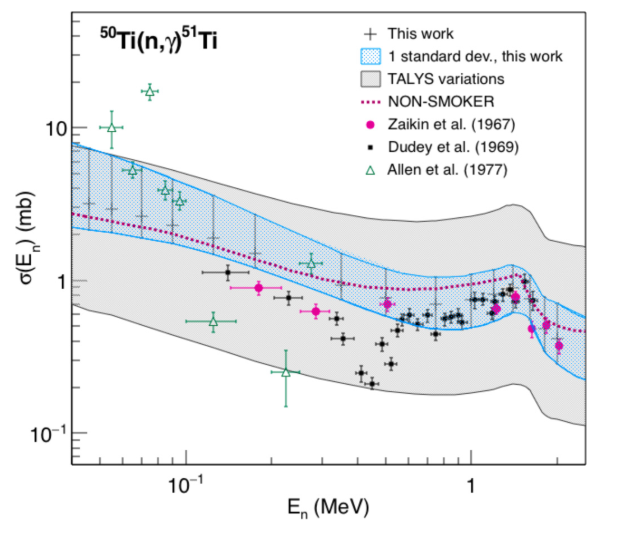 ⁵⁰Ti(n,γ)⁵¹Ti
This work
1 standard dev., this work
TALYS variations
NON-SMOKER
Zaikin et al. (1967)
Dudey et al. (1969)
Allen et al. (1977)
σ(Eₙ) (mb)
10
1
10⁻¹
10⁻¹
1
Eₙ (MeV)